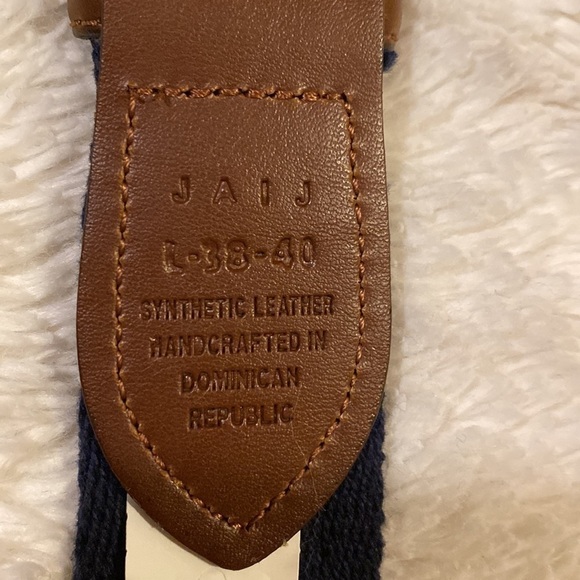 JAIJ
L-38-40
SYNTHETIC LEATHER
HANDCRAFTED IN
DOMINICAN
REPUBLIC